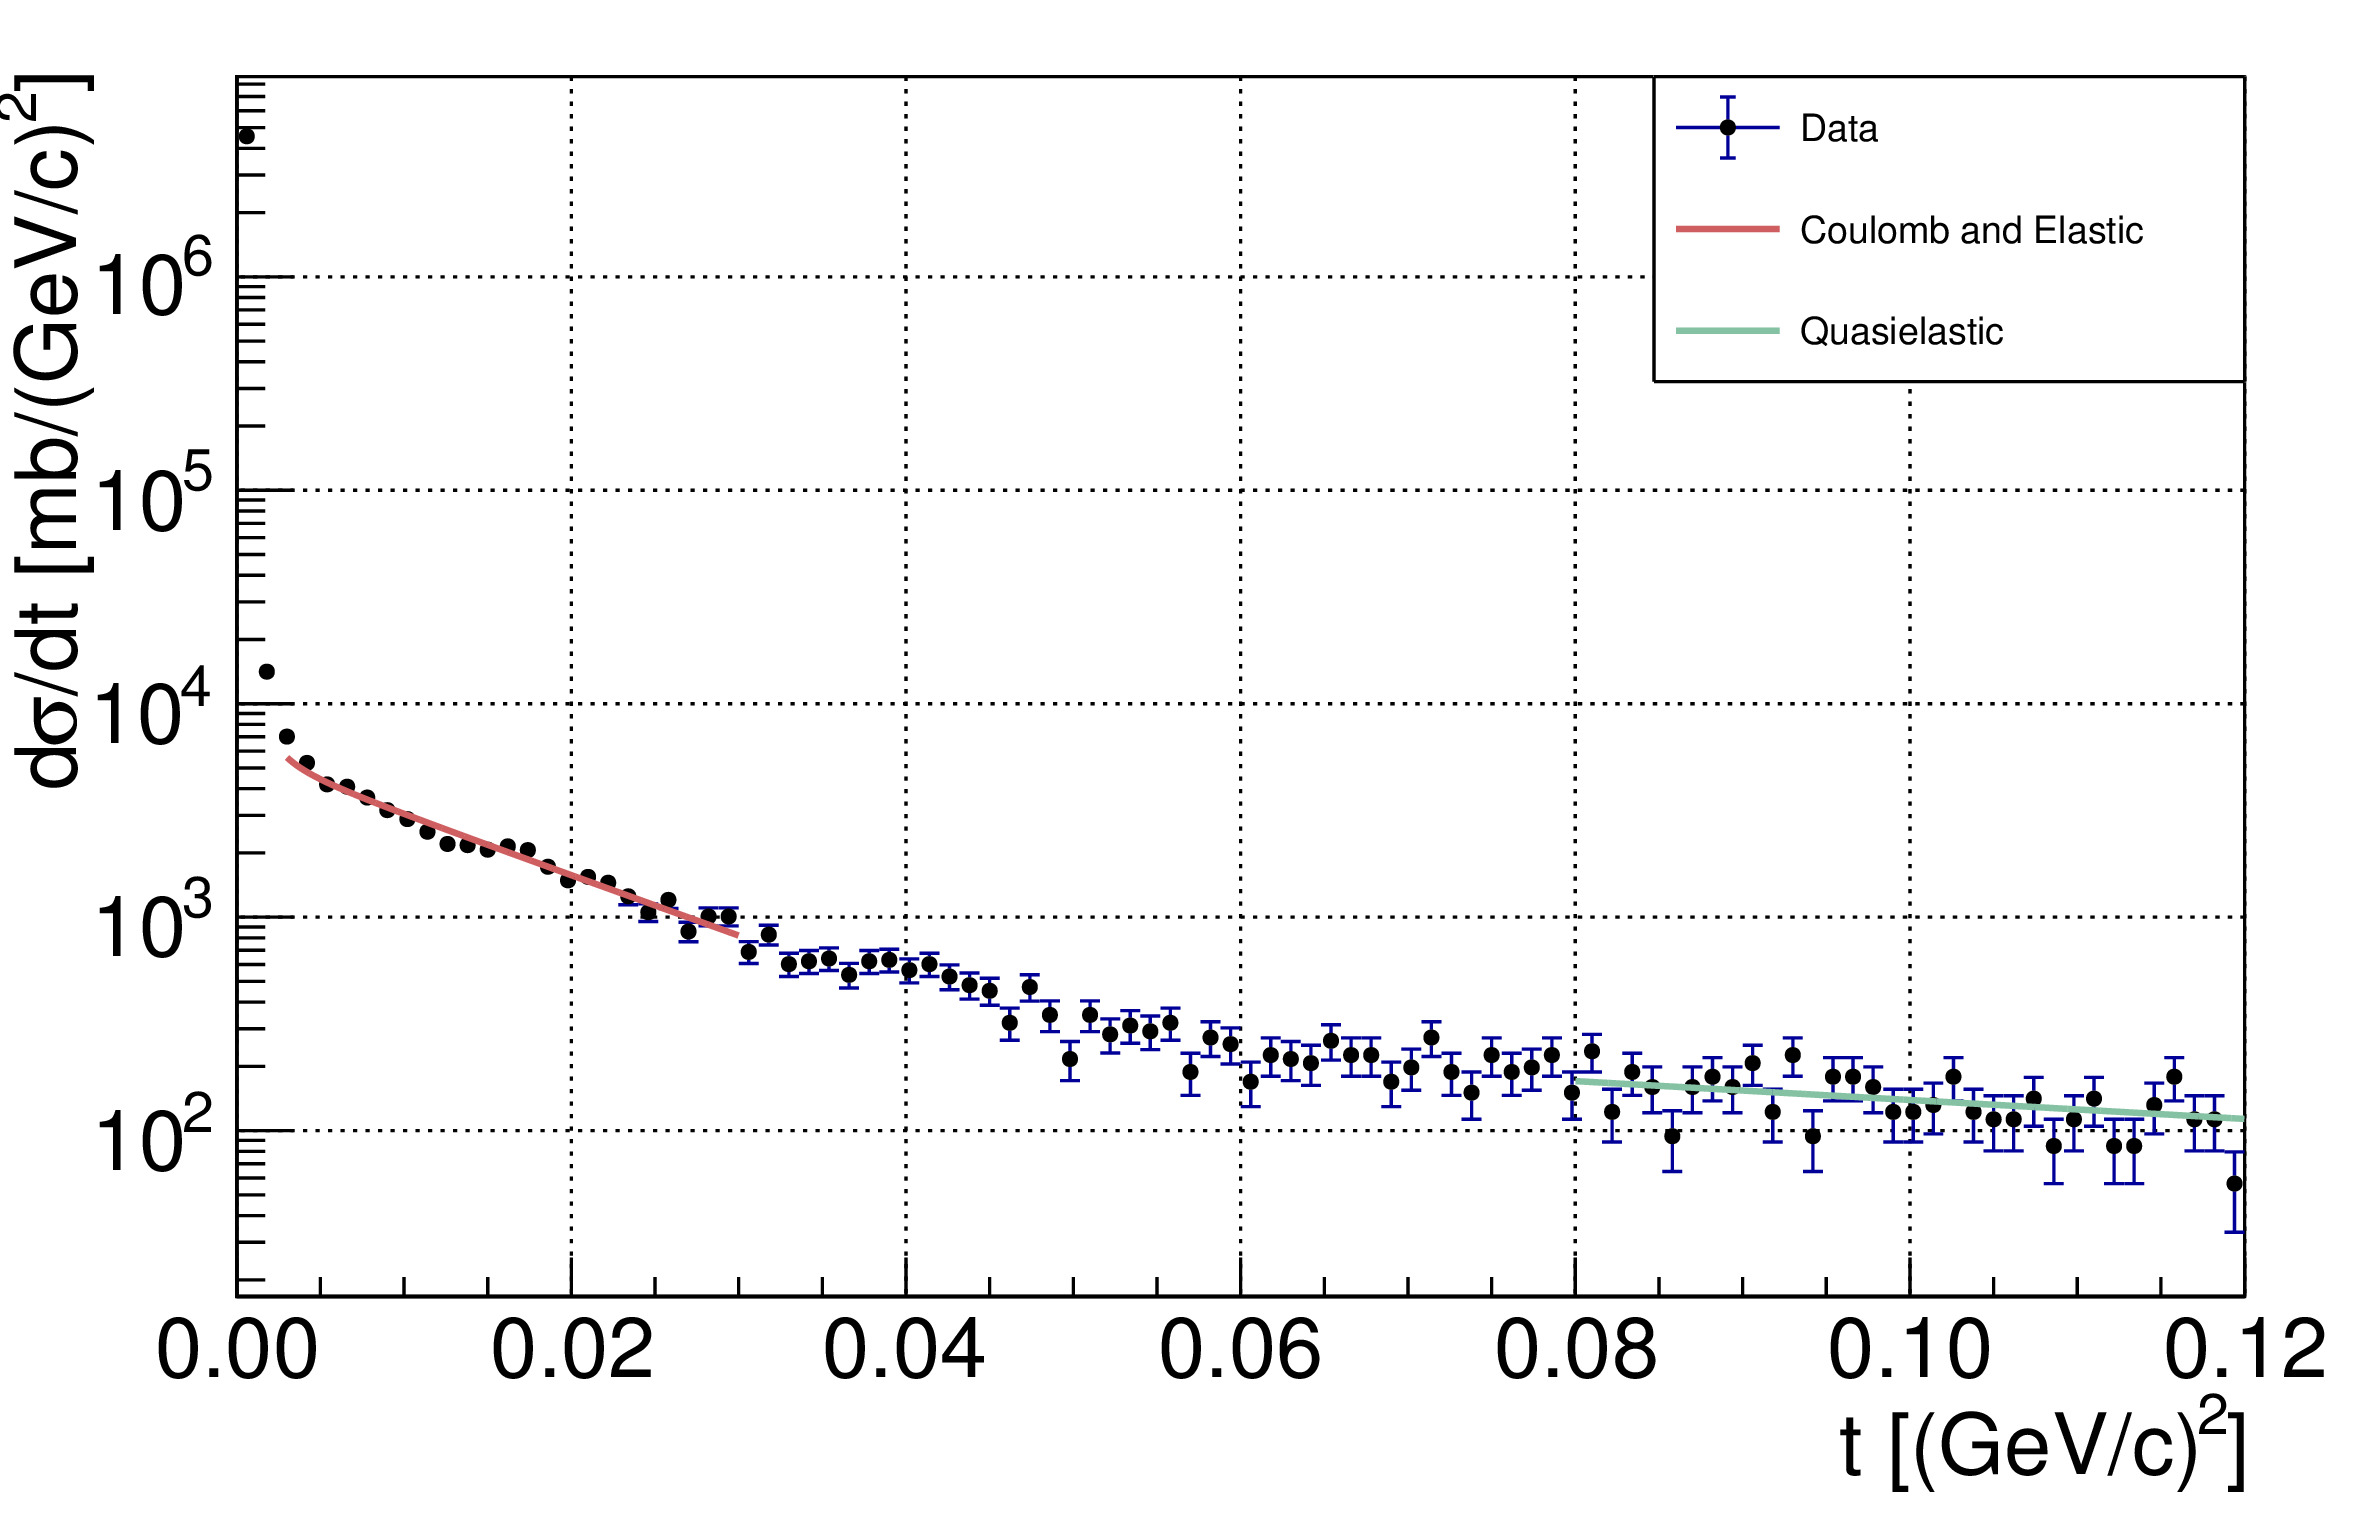 dσ/dt [mb/(GeV/c)²]
10⁶
10⁵
10⁴
10³
10²
Data
Coulomb and Elastic
Quasielastic
0.00 0.02 0.04 0.06 0.08 0.10 0.12
t [(GeV/c)²]